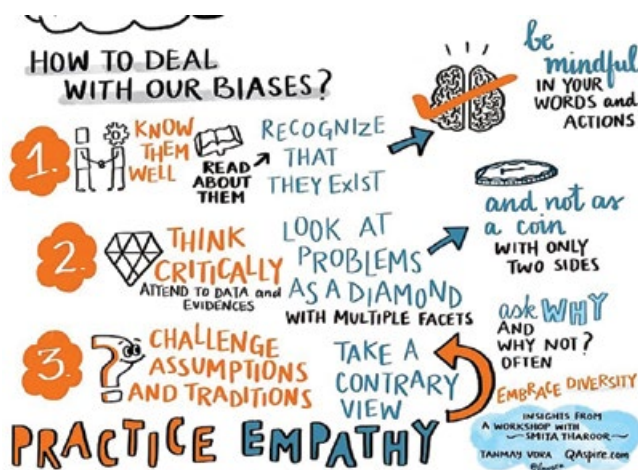 HOW TO DEAL
WITH OUR BIASES?
be
mindful
IN YOUR
WORDS and
ACTIONS
1.
KNOW
THEM
WELL
READ
ABOUT
THEM
RECOGNIZE
THAT
THEY EXIST
2.
THINK
CRITICALLY
ATTEND TO DATA and
EVIDENCES
LOOK AT
PROBLEMS
AS A DIAMOND
WITH MULTIPLE FACETS
and not as
a coin
WITH ONLY
TWO SIDES
3.
CHALLENGE
ASSUMPTIONS
AND TRADITIONS
TAKE A
CONTRARY
VIEW
ask WHY
AND
WHY NOT?
OFTEN
EMBRACE DIVERSITY
PRACTICE EMPATHY
INSIGHTS FROM
A WORKSHOP WITH
SMITA THAROOR
TANMAY VORA QAspire.com